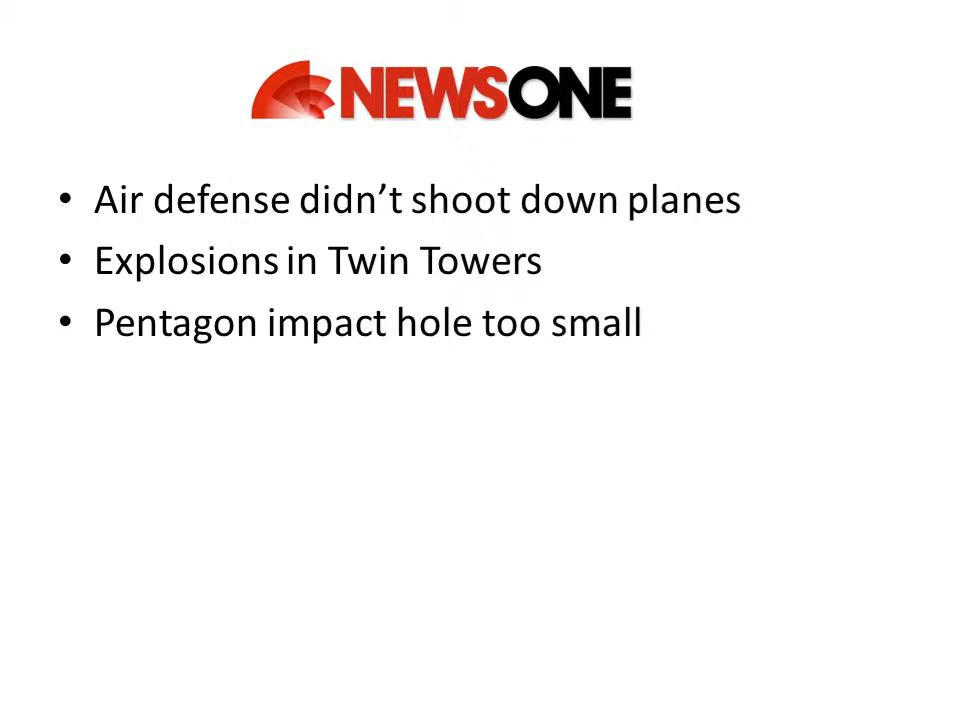 NEWSONE
• Air defense didn’t shoot down planes
• Explosions in Twin Towers
• Pentagon impact hole too small